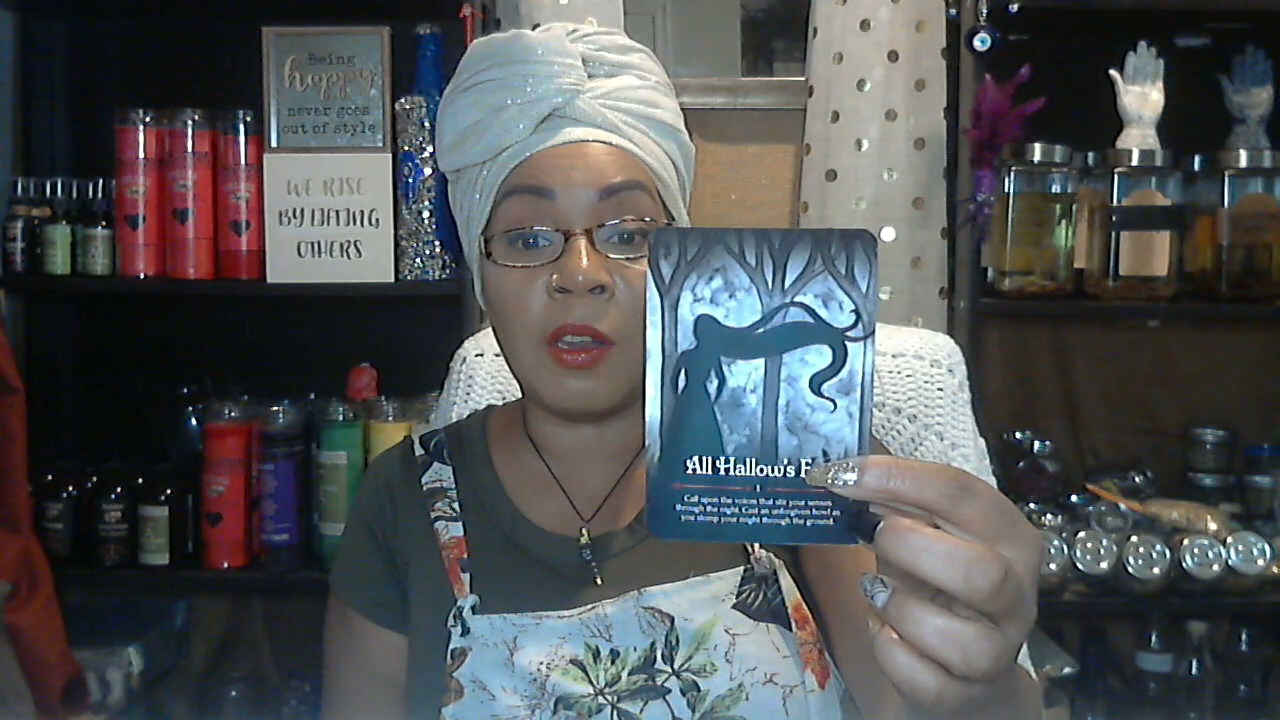 Being
happy
never goes
out of style
WE RISE
BY LIFTING
OTHERS
All Hallow's
1
Call upon the voices that stir your senses
through the night. Cast an unforgiven howl as
you stomp your might through the ground.